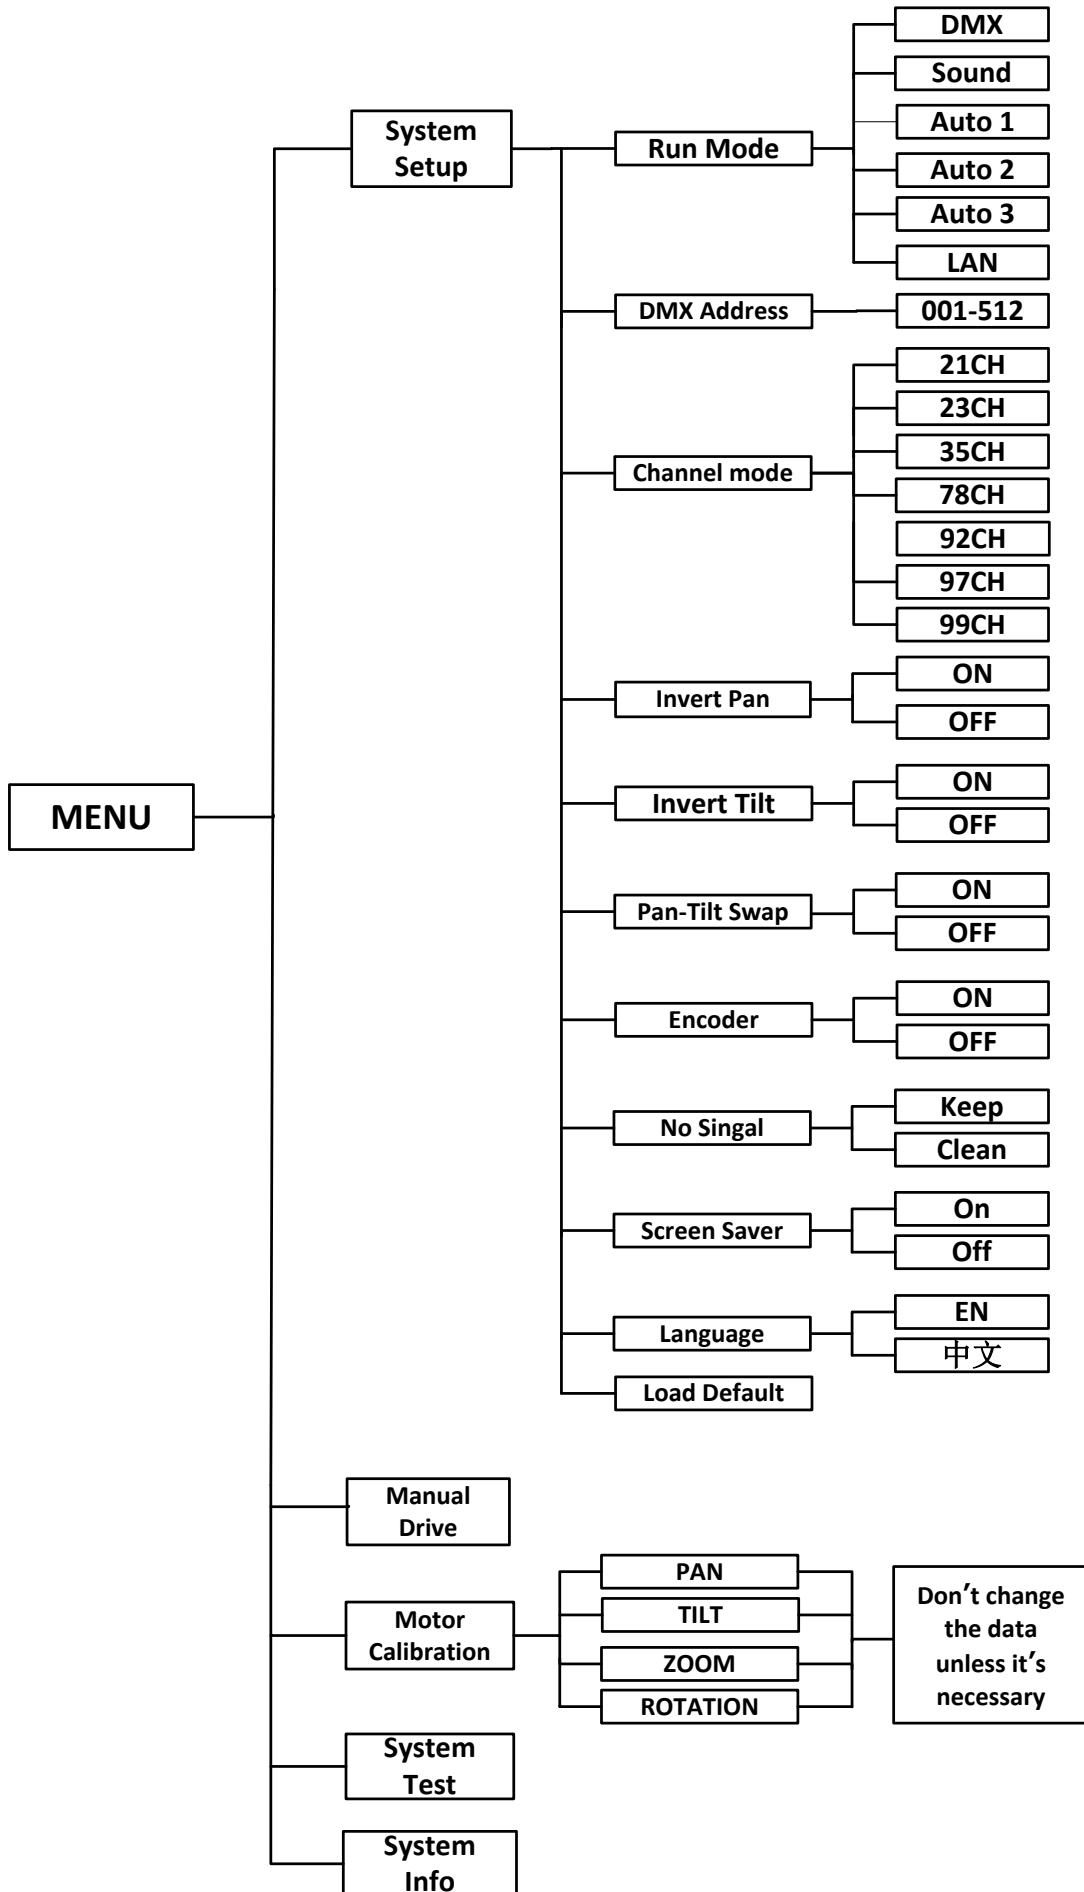 MENU
System
Setup
Run Mode
DMX
Sound
Auto 1
Auto 2
Auto 3
LAN
DMX Address
001-512
Channel mode
21CH
23CH
35CH
78CH
92CH
97CH
99CH
Invert Pan
ON
OFF
Invert Tilt
ON
OFF
Pan-Tilt Swap
ON
OFF
Encoder
ON
OFF
No Singal
Keep
Clean
Screen Saver
On
Off
Language
EN
中文
Load Default
Manual
Drive
Motor
Calibration
PAN
TILT
ZOOM
ROTATION
Don’t change
the data
unless it’s
necessary
System
Test
System
Info